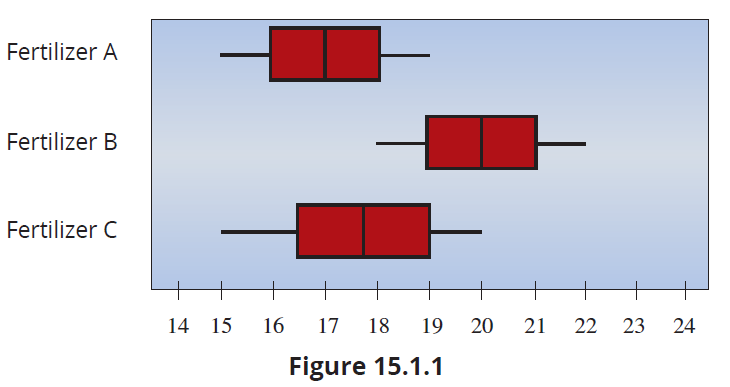 Fertilizer A
Fertilizer B
Fertilizer C
14 15 16 17 18 19 20 21 22 23 24
Figure 15.1.1